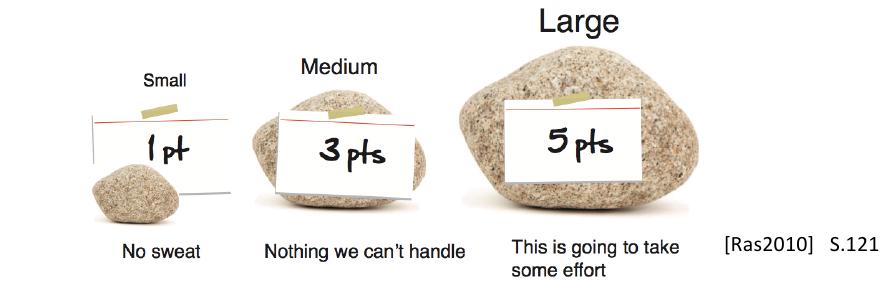 Small
Medium
Large
1 pt
3 pts
5 pts
No sweat
Nothing we can't handle
This is going to take
some effort
[Ras2010] S.121